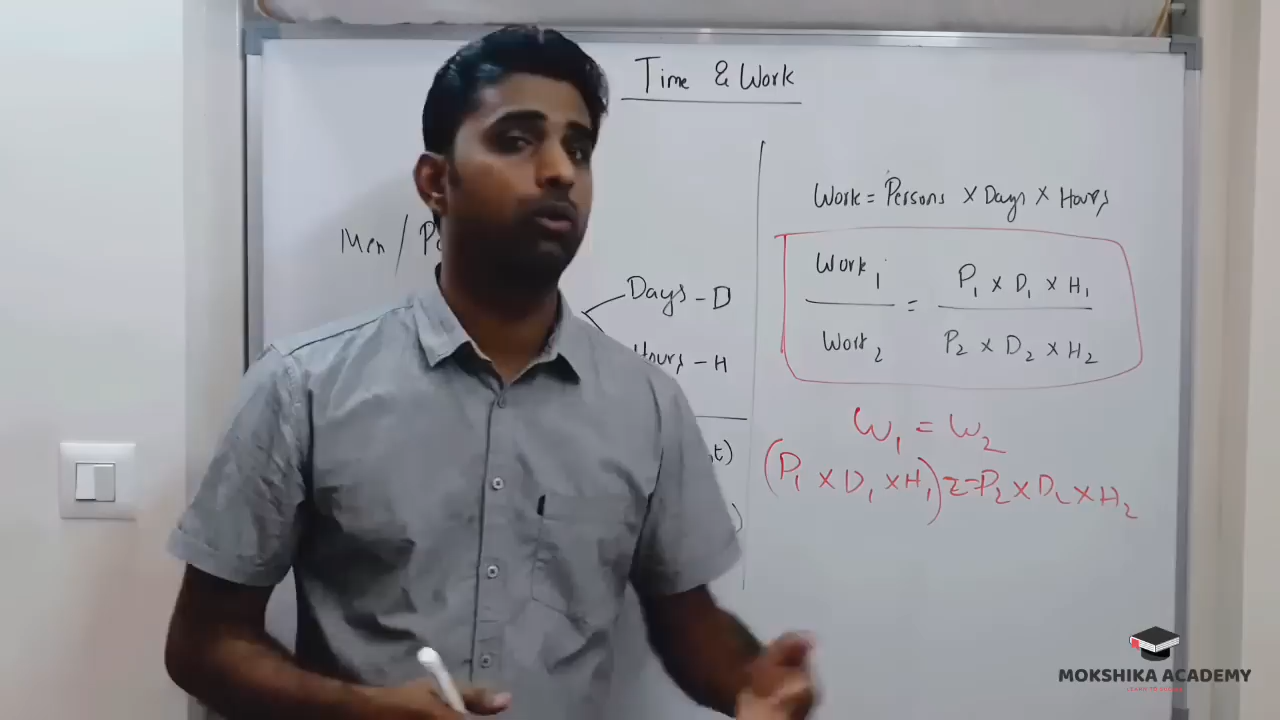 Time & Work
Men /
Days - D
Hours - H
Work = Persons × Days × Hours
Work1 / Work2 = P1 × D1 × H1 / P2 × D2 × H2
W1 = W2
(P1 × D1 × H1) = P2 × D2 × H2
MOKSHIKA ACADEMY